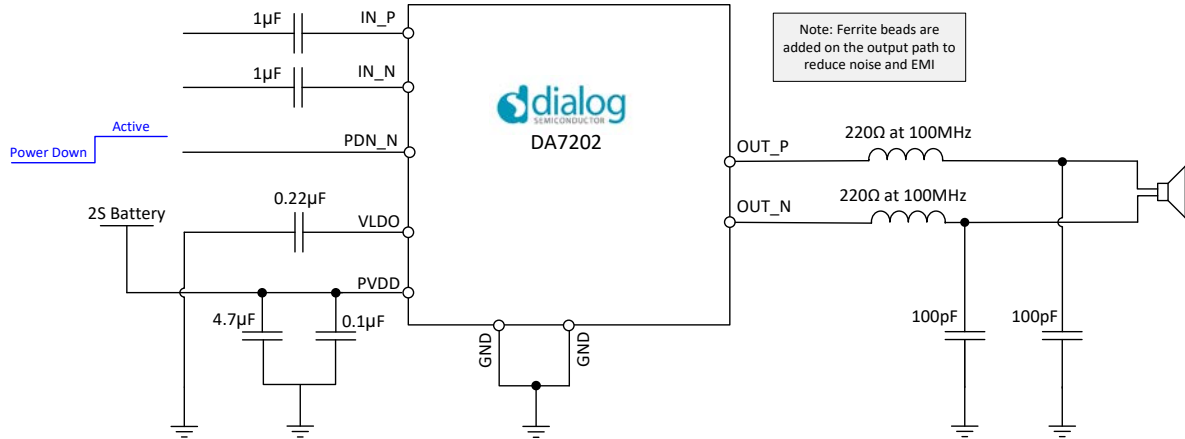 1µF
IN_P
1µF
IN_N
Active
Power Down
PDN_N
2S Battery
0.22µF
VLDO
PVDD
4.7µF
0.1µF
dialog
SEMICONDUCTOR
DA7202
GND
GND
Note: Ferrite beads are
added on the output path to
reduce noise and EMI
OUT_P
220Ω at 100MHz
OUT_N
220Ω at 100MHz
100pF
100pF